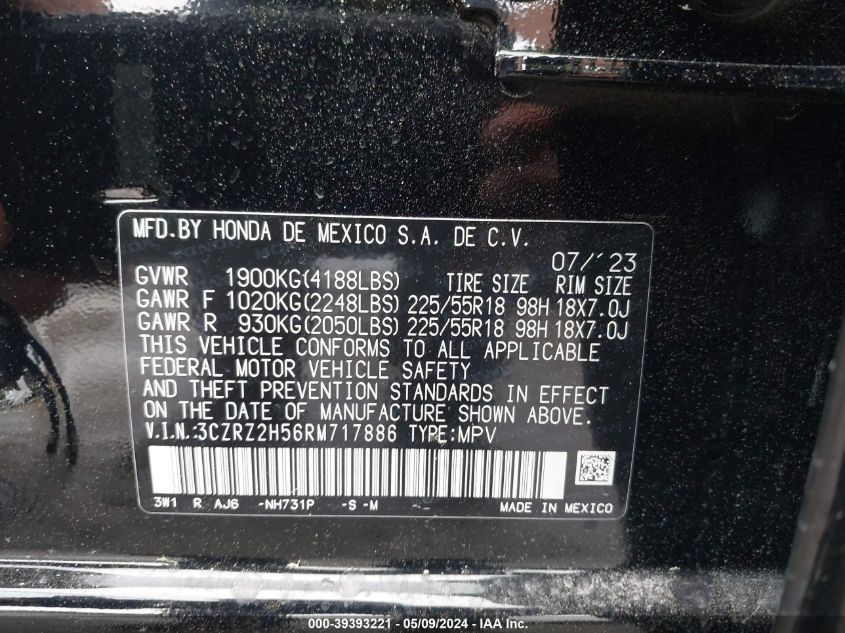 MFD.BY HONDA DE MEXICO S.A. DE C.V.
07/'23
GVWR 1900KG(4188LBS) TIRE SIZE RIM SIZE
GAWR F 1020KG(2248LBS) 225/55R18 98H 18X7.0J
GAWR R 930KG(2050LBS) 225/55R18 98H 18X7.0J
THIS VEHICLE CONFORMS TO ALL APPLICABLE
FEDERAL MOTOR VEHICLE SAFETY
AND THEFT PREVENTION STANDARDS IN EFFECT
ON THE DATE OF MANUFACTURE SHOWN ABOVE.
V.I.N.:3CZRZ2H56RM717886 TYPE:MPV
3W1 R AJ6 -NH731P -S -M -- MADE IN MEXICO
000-39393221 - 05/09/2024 - IAA Inc.